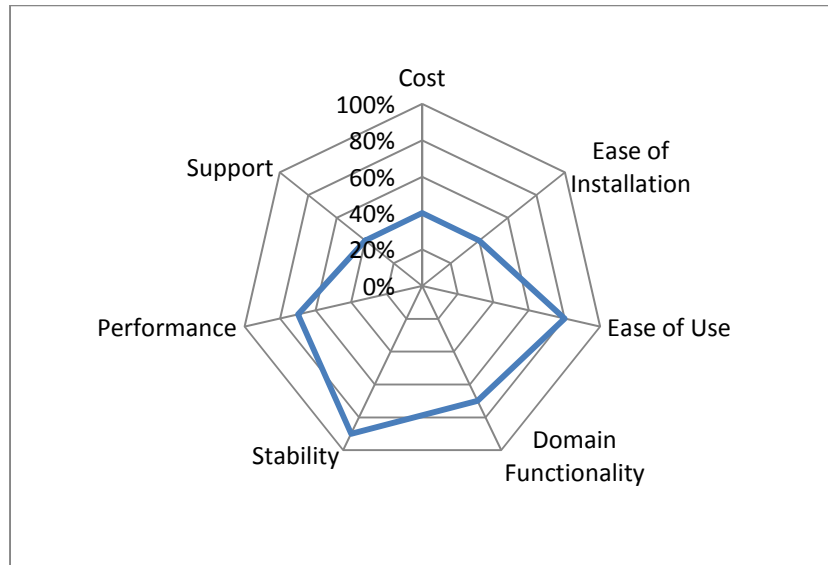 Cost
100%
80%
60%
40%
20%
0%
Ease of
Installation
Ease of Use
Domain
Functionality
Stability
Performance
Support